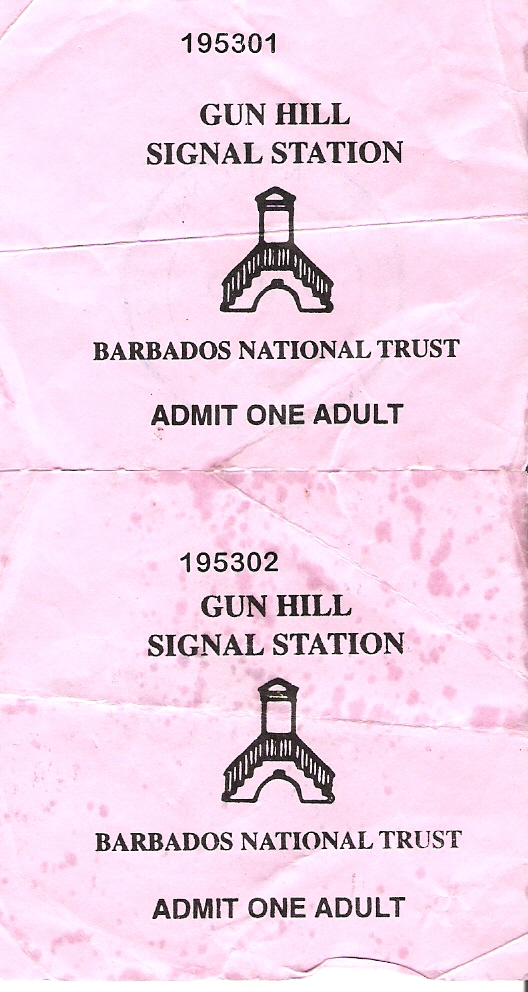 195301
GUN HILL
SIGNAL STATION
BARBADOS NATIONAL TRUST
ADMIT ONE ADULT
195302
GUN HILL
SIGNAL STATION
BARBADOS NATIONAL TRUST
ADMIT ONE ADULT